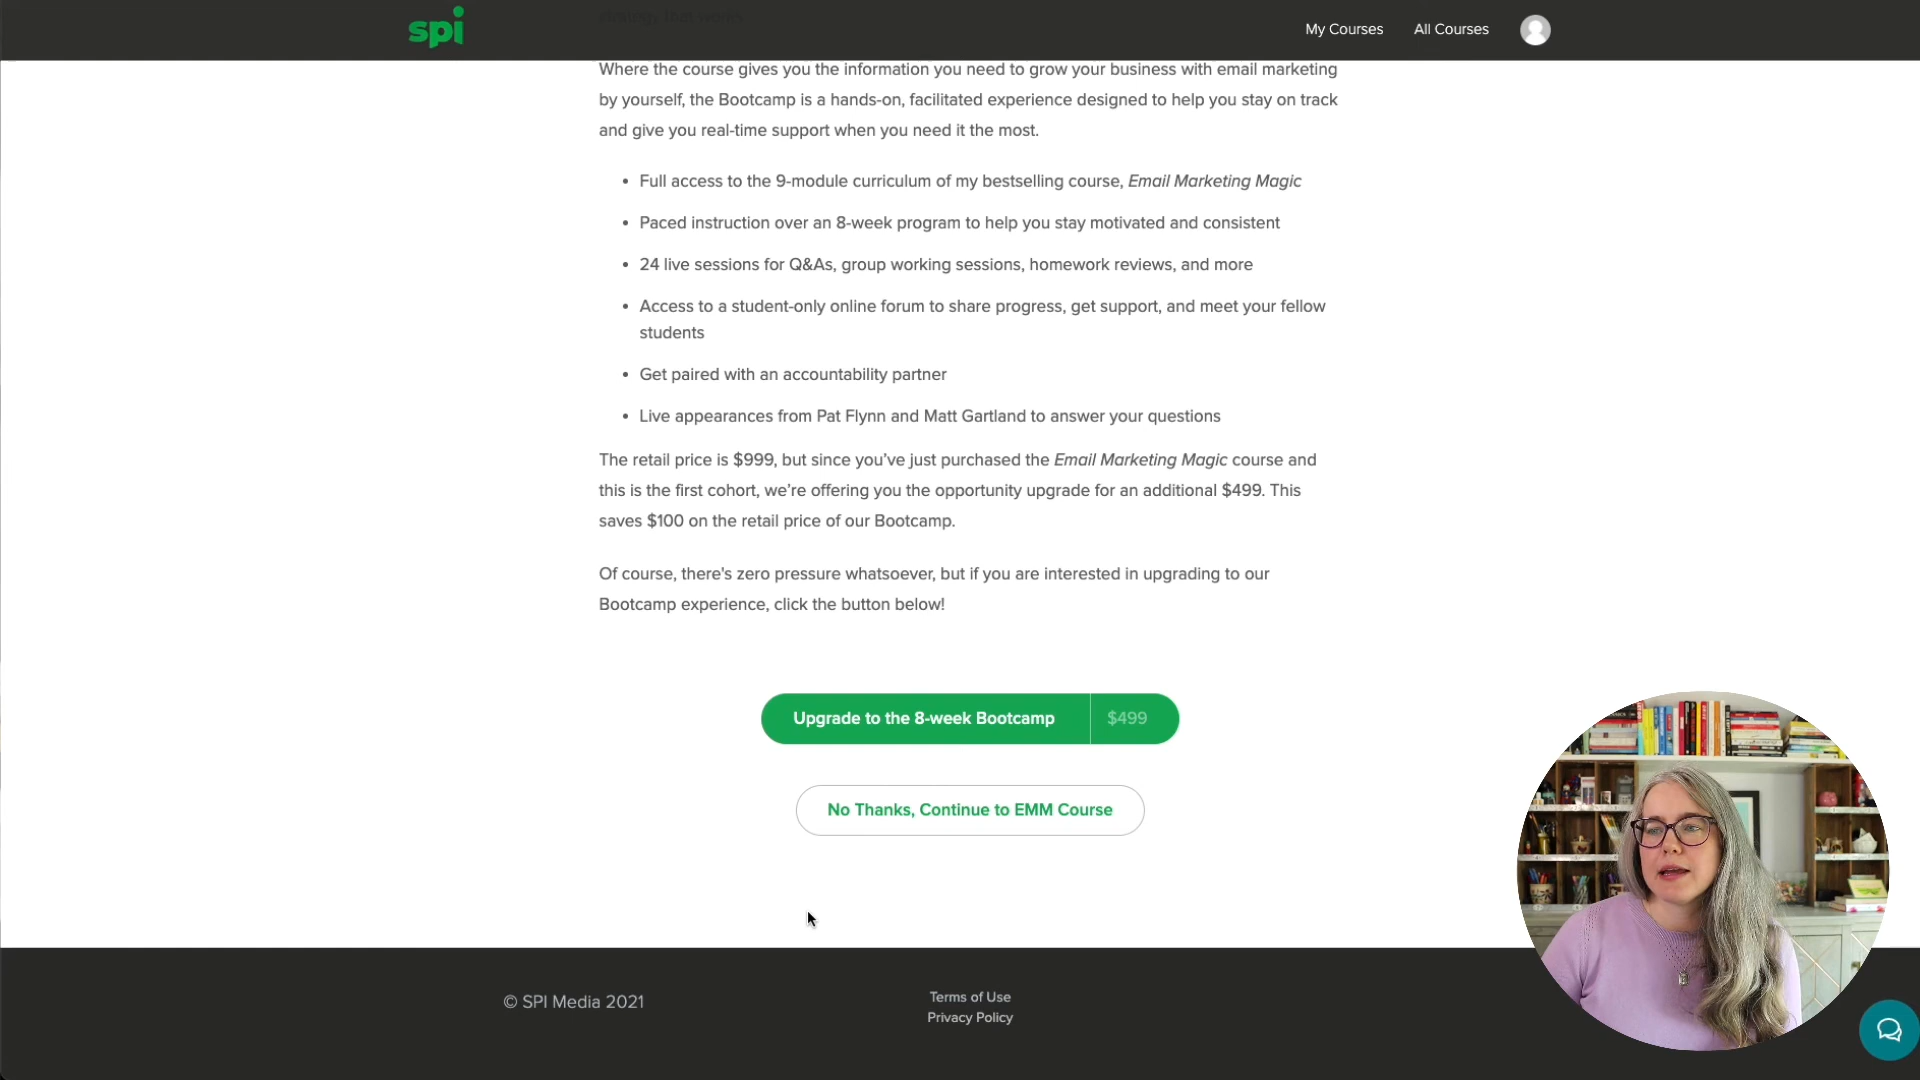 strategy that works.
spi
My Courses
All Courses
Where the course gives you the information you need to grow your business with email marketing
by yourself, the Bootcamp is a hands-on, facilitated experience designed to help you stay on track
and give you real-time support when you need it the most.
• Full access to the 9-module curriculum of my bestselling course, Email Marketing Magic
• Paced instruction over an 8-week program to help you stay motivated and consistent
• 24 live sessions for Q&As, group working sessions, homework reviews, and more
• Access to a student-only online forum to share progress, get support, and meet your fellow
students
• Get paired with an accountability partner
• Live appearances from Pat Flynn and Matt Gartland to answer your questions
The retail price is $999, but since you’ve just purchased the Email Marketing Magic course and
this is the first cohort, we’re offering you the opportunity upgrade for an additional $499. This
saves $100 on the retail price of our Bootcamp.
Of course, there's zero pressure whatsoever, but if you are interested in upgrading to our
Bootcamp experience, click the button below!
Upgrade to the 8-week Bootcamp $499
No Thanks, Continue to EMM Course
© SPI Media 2021
Terms of Use
Privacy Policy